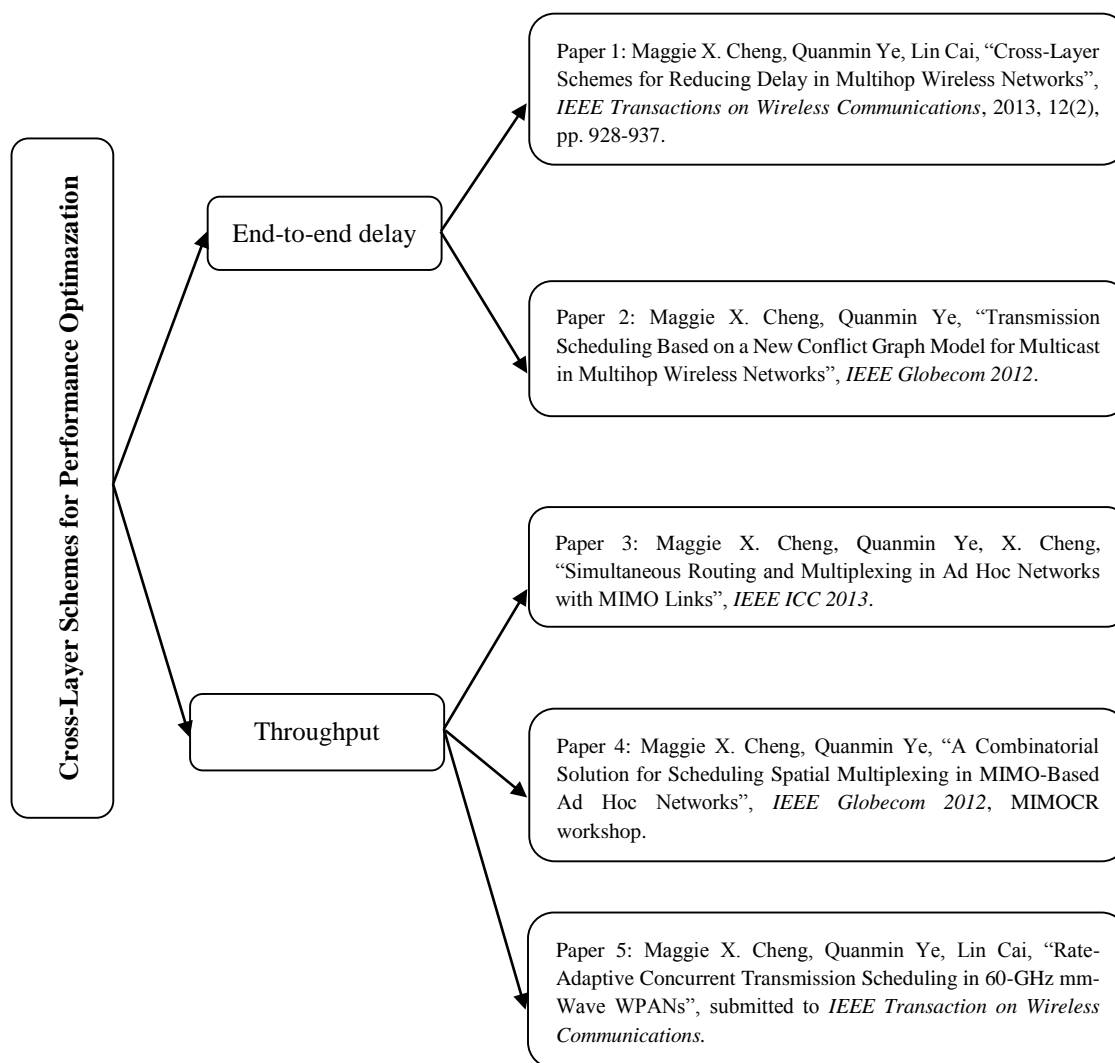 Cross-Layer Schemes for Performance Optimazation
End-to-end delay
Paper 1: Maggie X. Cheng, Quanmin Ye, Lin Cai, “Cross-Layer
Schemes for Reducing Delay in Multihop Wireless Networks”,
IEEE Transactions on Wireless Communications, 2013, 12(2),
pp. 928-937.
Paper 2: Maggie X. Cheng, Quanmin Ye, “Transmission
Scheduling Based on a New Conflict Graph Model for Multicast
in Multihop Wireless Networks”, IEEE Globecom 2012.
Throughput
Paper 3: Maggie X. Cheng, Quanmin Ye, X. Cheng,
“Simultaneous Routing and Multiplexing in Ad Hoc Networks
with MIMO Links”, IEEE ICC 2013.
Paper 4: Maggie X. Cheng, Quanmin Ye, “A Combinatorial
Solution for Scheduling Spatial Multiplexing in MIMO-Based
Ad Hoc Networks”, IEEE Globecom 2012, MIMOCR
workshop.
Paper 5: Maggie X. Cheng, Quanmin Ye, Lin Cai, “Rate-
Adaptive Concurrent Transmission Scheduling in 60-GHz mm-
Wave WPANs”, submitted to IEEE Transaction on Wireless
Communications.